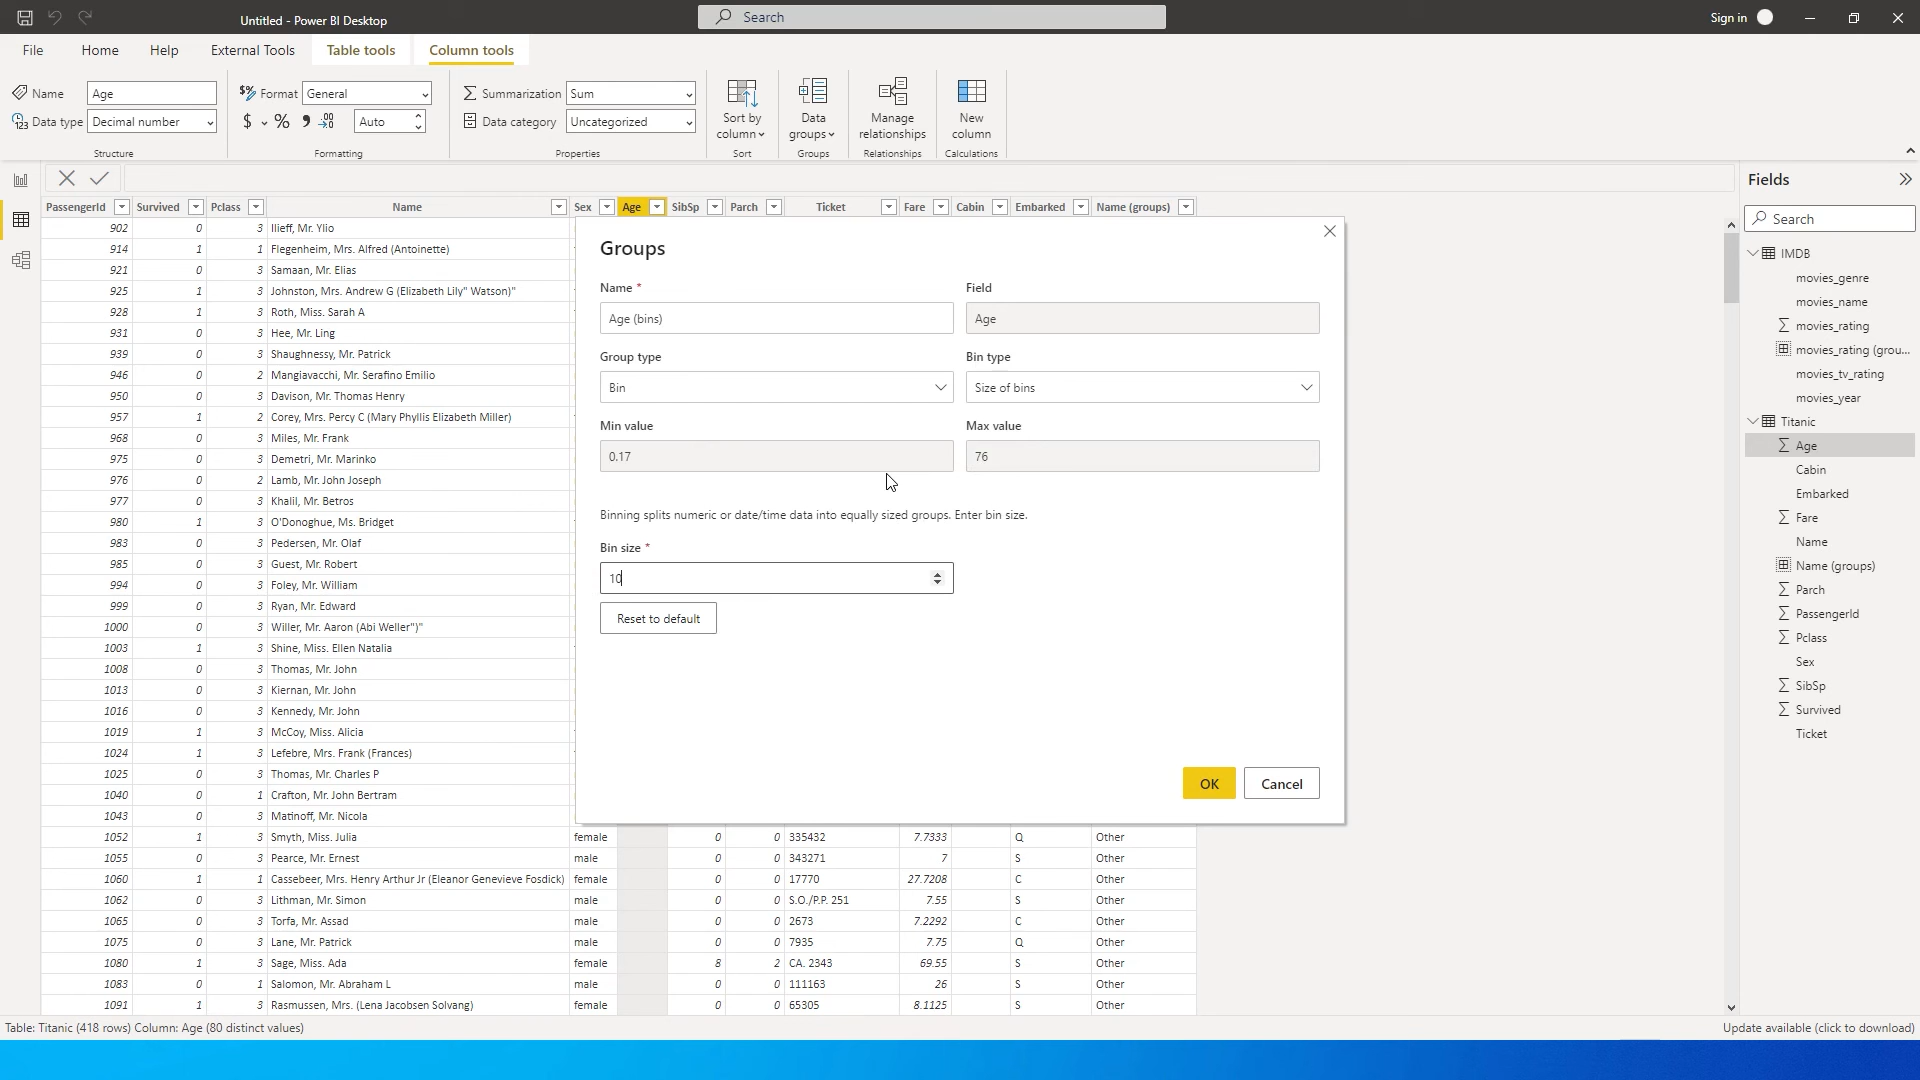 Untitled - Power BI Desktop
Search
Sign in
File
Home
Help
External Tools
Table tools
Column tools
Name
Age
Data type
Decimal number
Structure
Format
General
$
%
Auto
Formatting
Summarization
Sum
Data category
Uncategorized
Properties
Sort by
column
Sort
Data
groups
Groups
Manage
relationships
Relationships
New
column
Calculations
PassengerId Survived Pclass Name Sex Age SibSp Parch Ticket Fare Cabin Embarked Name (groups)
902 0 3 Ilieff, Mr. Ylio
914 1 1 Flegenheim, Mrs. Alfred (Antoinette)
921 0 3 Samaan, Mr. Elias
925 1 3 Johnston, Mrs. Andrew G (Elizabeth Lily" Watson)"
928 1 3 Roth, Miss. Sarah A
931 0 3 Hee, Mr. Ling
939 0 3 Shaughnessy, Mr. Patrick
946 0 2 Mangiavacchi, Mr. Serafino Emilio
950 0 3 Davison, Mr. Thomas Henry
957 1 2 Corey, Mrs. Percy C (Mary Phyllis Elizabeth Miller)
968 0 3 Miles, Mr. Frank
975 0 3 Demetri, Mr. Marinko
976 0 2 Lamb, Mr. John Joseph
977 0 3 Khalil, Mr. Betros
980 1 3 O'Donoghue, Ms. Bridget
983 0 3 Pedersen, Mr. Olaf
985 0 3 Guest, Mr. Robert
994 0 3 Foley, Mr. William
999 0 3 Ryan, Mr. Edward
1000 0 3 Willer, Mr. Aaron (Abi Weller")"
1003 1 3 Shine, Miss. Ellen Natalia
1008 0 3 Thomas, Mr. John
1013 0 3 Kiernan, Mr. John
1016 0 3 Kennedy, Mr. John
1019 1 3 McCoy, Miss. Alicia
1024 1 3 Lefebre, Mrs. Frank (Frances)
1025 0 3 Thomas, Mr. Charles P
1040 0 1 Crafton, Mr. John Bertram
1043 0 3 Matinoff, Mr. Nicola
1052 1 3 Smyth, Miss. Julia female 0 0 335432 7.7333 Q Other
1055 0 3 Pearce, Mr. Ernest male 0 0 343271 7 S Other
1060 1 1 Cassebeer, Mrs. Henry Arthur Jr (Eleanor Genevieve Fosdick) female 0 0 17770 27.7208 C Other
1062 0 3 Lithman, Mr. Simon male 0 0 S.O./P.P. 251 7.55 S Other
1065 0 3 Torfa, Mr. Assad male 0 0 2673 7.2292 C Other
1075 0 3 Lane, Mr. Patrick male 0 0 7935 7.75 Q Other
1080 1 3 Sage, Miss. Ada female 8 2 CA. 2343 69.55 S Other
1083 0 1 Salomon, Mr. Abraham L male 0 0 111163 26 S Other
1091 1 3 Rasmussen, Mrs. (Lena Jacobsen Solvang) female 0 0 65305 8.1125 S Other
Groups
Name *
Age (bins)
Field
Age
Group type
Bin
Bin type
Size of bins
Min value
0.17
Max value
76
Binning splits numeric or date/time data into equally sized groups. Enter bin size.
Bin size *
10
Reset to default
OK
Cancel
Fields
Search
IMDB
movies_genre
movies_name
movies_rating
movies_rating (grou...
movies_tv_rating
movies_year
Titanic
Age
Cabin
Embarked
Fare
Name
Name (groups)
Parch
PassengerId
Pclass
Sex
SibSp
Survived
Ticket
Table: Titanic (418 rows) Column: Age (80 distinct values)
Update available (click to download)